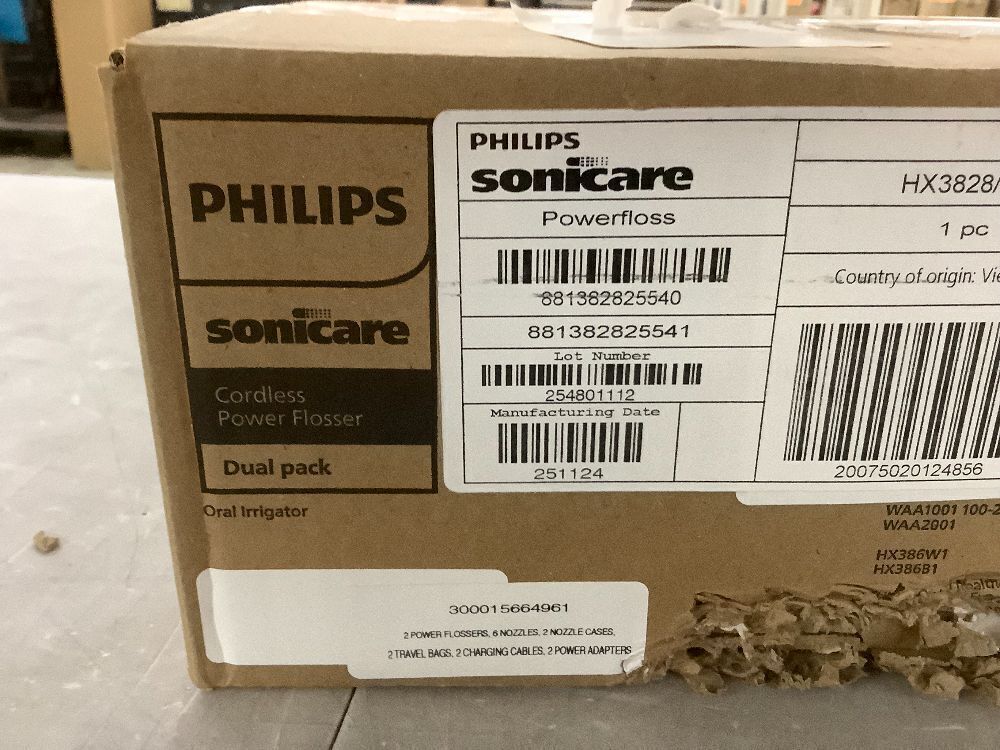 PHILIPS
sonicare
Cordless
Power Flosser
Dual pack
Oral Irrigator
PHILIPS
sonicare
Powerfloss
881382825540
881382825541
Lot Number
254801112
Manufacturing Date
251124
HX3828/
1 pc
Country of origin:
20075020124856
WAA1001 100-2
WAA2001
HX386W1
HX386B1
300015664961
2 POWER FLOSSERS, 6 NOZZLES, 2 NOZZLE CASES,
2 TRAVEL BAGS, 2 CHARGING CABLES, 2 POWER ADAPTERS